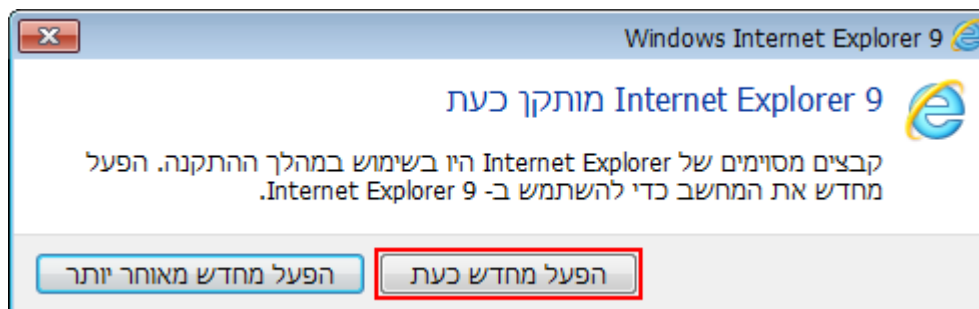 Windows Internet Explorer 9
Internet Explorer 9 מותקן כעת
קבצים מסוימים של Internet Explorer היו בשימוש במהלך ההתקנה. הפעל
מחדש את המחשב כדי להשתמש ב- Internet Explorer 9.
הפעל מחדש כעת
הפעל מחדש מאוחר יותר